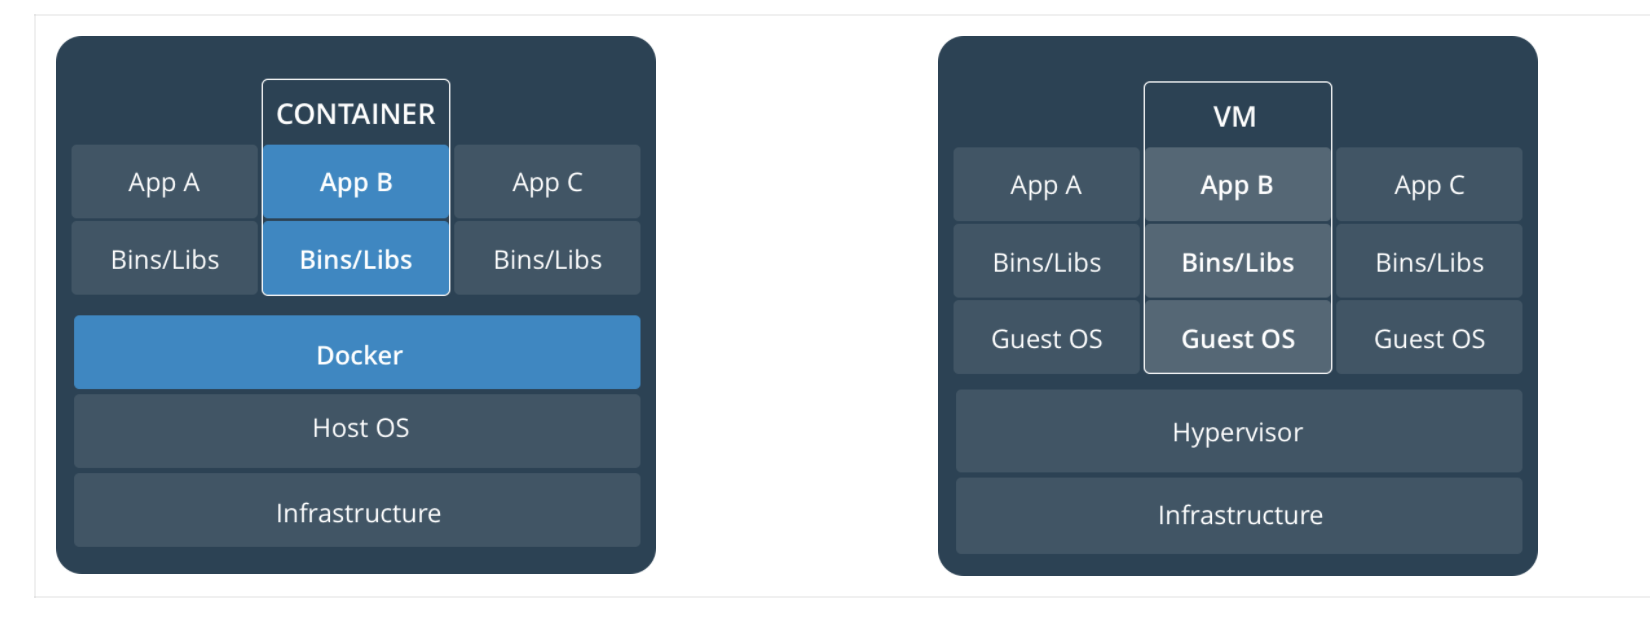 CONTAINER
App A App B App C
Bins/Libs Bins/Libs Bins/Libs
Docker
Host OS
Infrastructure
VM
App A App B App C
Bins/Libs Bins/Libs Bins/Libs
Guest OS Guest OS Guest OS
Hypervisor
Infrastructure